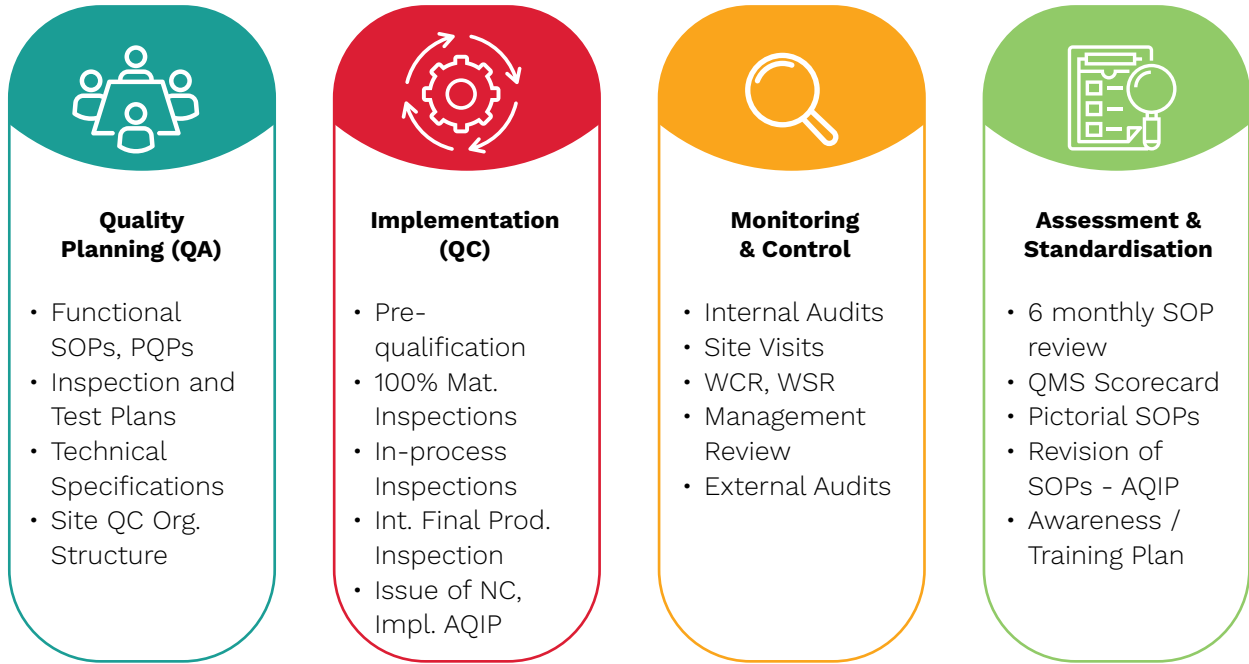 Quality
Planning (QA)
• Functional
SOPs, PQPs
• Inspection and
Test Plans
• Technical
Specifications
• Site QC Org.
Structure
Implementation
(QC)
• Pre-
qualification
• 100% Mat.
Inspections
• In-process
Inspections
• Int. Final Prod.
Inspection
• Issue of NC,
Impl. AQIP
Monitoring
& Control
• Internal Audits
• Site Visits
• WCR, WSR
• Management
Review
• External Audits
Assessment &
Standardisation
• 6 monthly SOP
review
• QMS Scorecard
• Pictorial SOPs
• Revision of
SOPs - AQIP
• Awareness /
Training Plan